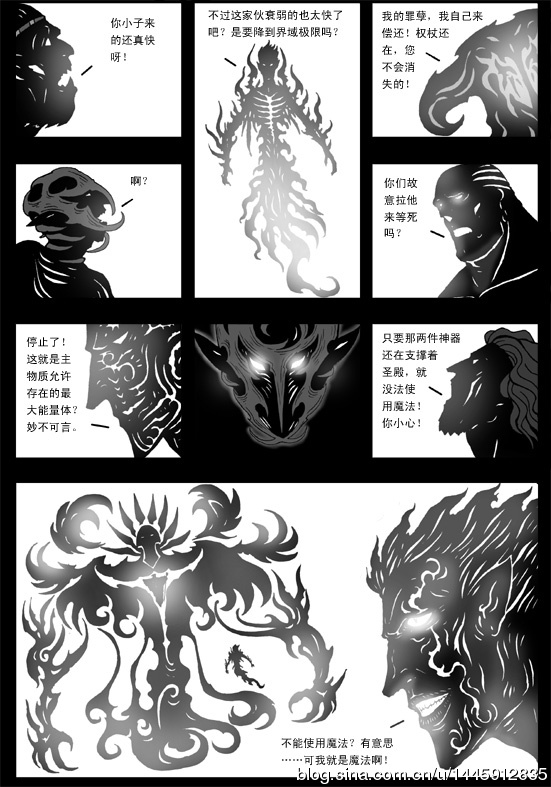 你小子来
的还真快
呀！
不过这家伙衰弱的也太快了
吧？是要降到界域极限吗？
我的罪孽，我自己来
偿还！权杖还
在，您
不会消
失的！
啊？
你们故
意拉他
来等死
吗？
停止了！
这就是主
物质允许
存在的最
大能量体？
妙不可言。
只要那两件神器
还在支撑着
圣殿，就
没法使
用魔法！
你小心！
不能使用魔法？有意思
……可我就是魔法啊！
blog.sina.com.cn/u/1445912835